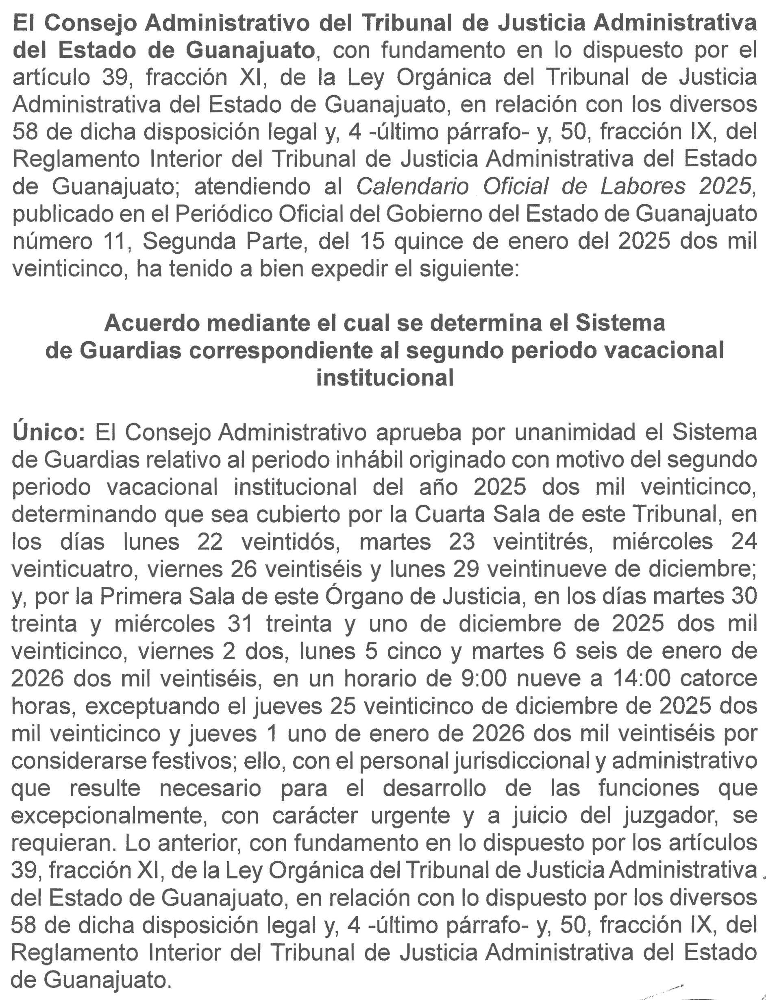 El Consejo Administrativo del Tribunal de Justicia Administrativa
del Estado de Guanajuato, con fundamento en lo dispuesto por el
artículo 39, fracción XI, de la Ley Orgánica del Tribunal de Justicia
Administrativa del Estado de Guanajuato, en relación con los diversos
58 de dicha disposición legal y, 4 -último párrafo- y, 50, fracción IX, del
Reglamento Interior del Tribunal de Justicia Administrativa del Estado
de Guanajuato; atendiendo al Calendario Oficial de Labores 2025,
publicado en el Periódico Oficial del Gobierno del Estado de Guanajuato
número 11, Segunda Parte, del 15 quince de enero del 2025 dos mil
veinticinco, ha tenido a bien expedir el siguiente:
Acuerdo mediante el cual se determina el Sistema
de Guardias correspondiente al segundo periodo vacacional
institucional
Único: El Consejo Administrativo aprueba por unanimidad el Sistema
de Guardias relativo al periodo inhábil originado con motivo del segundo
periodo vacacional institucional del año 2025 dos mil veinticinco,
determinando que sea cubierto por la Cuarta Sala de este Tribunal, en
los días lunes 22 veintidós, martes 23 veintitrés, miércoles 24
veinticuatro, viernes 26 veintiséis y lunes 29 veintinueve de diciembre;
y, por la Primera Sala de este Órgano de Justicia, en los días martes 30
treinta y miércoles 31 treinta y uno de diciembre de 2025 dos mil
veinticinco, viernes 2 dos, lunes 5 cinco y martes 6 seis de enero de
2026 dos mil veintiséis, en un horario de 9:00 nueve a 14:00 catorce
horas, exceptuando el jueves 25 veinticinco de diciembre de 2025 dos
mil veinticinco y jueves 1 uno de enero de 2026 dos mil veintiséis por
considerarse festivos; ello, con el personal jurisdiccional y administrativo
que resulte necesario para el desarrollo de las funciones que
excepcionalmente, con carácter urgente y a juicio del juzgador, se
requieran. Lo anterior, con fundamento en lo dispuesto por los artículos
39, fracción XI, de la Ley Orgánica del Tribunal de Justicia Administrativa
del Estado de Guanajuato, en relación con lo dispuesto por los diversos
58 de dicha disposición legal y, 4 -último párrafo- y, 50, fracción IX, del
Reglamento Interior del Tribunal de Justicia Administrativa del Estado
de Guanajuato.